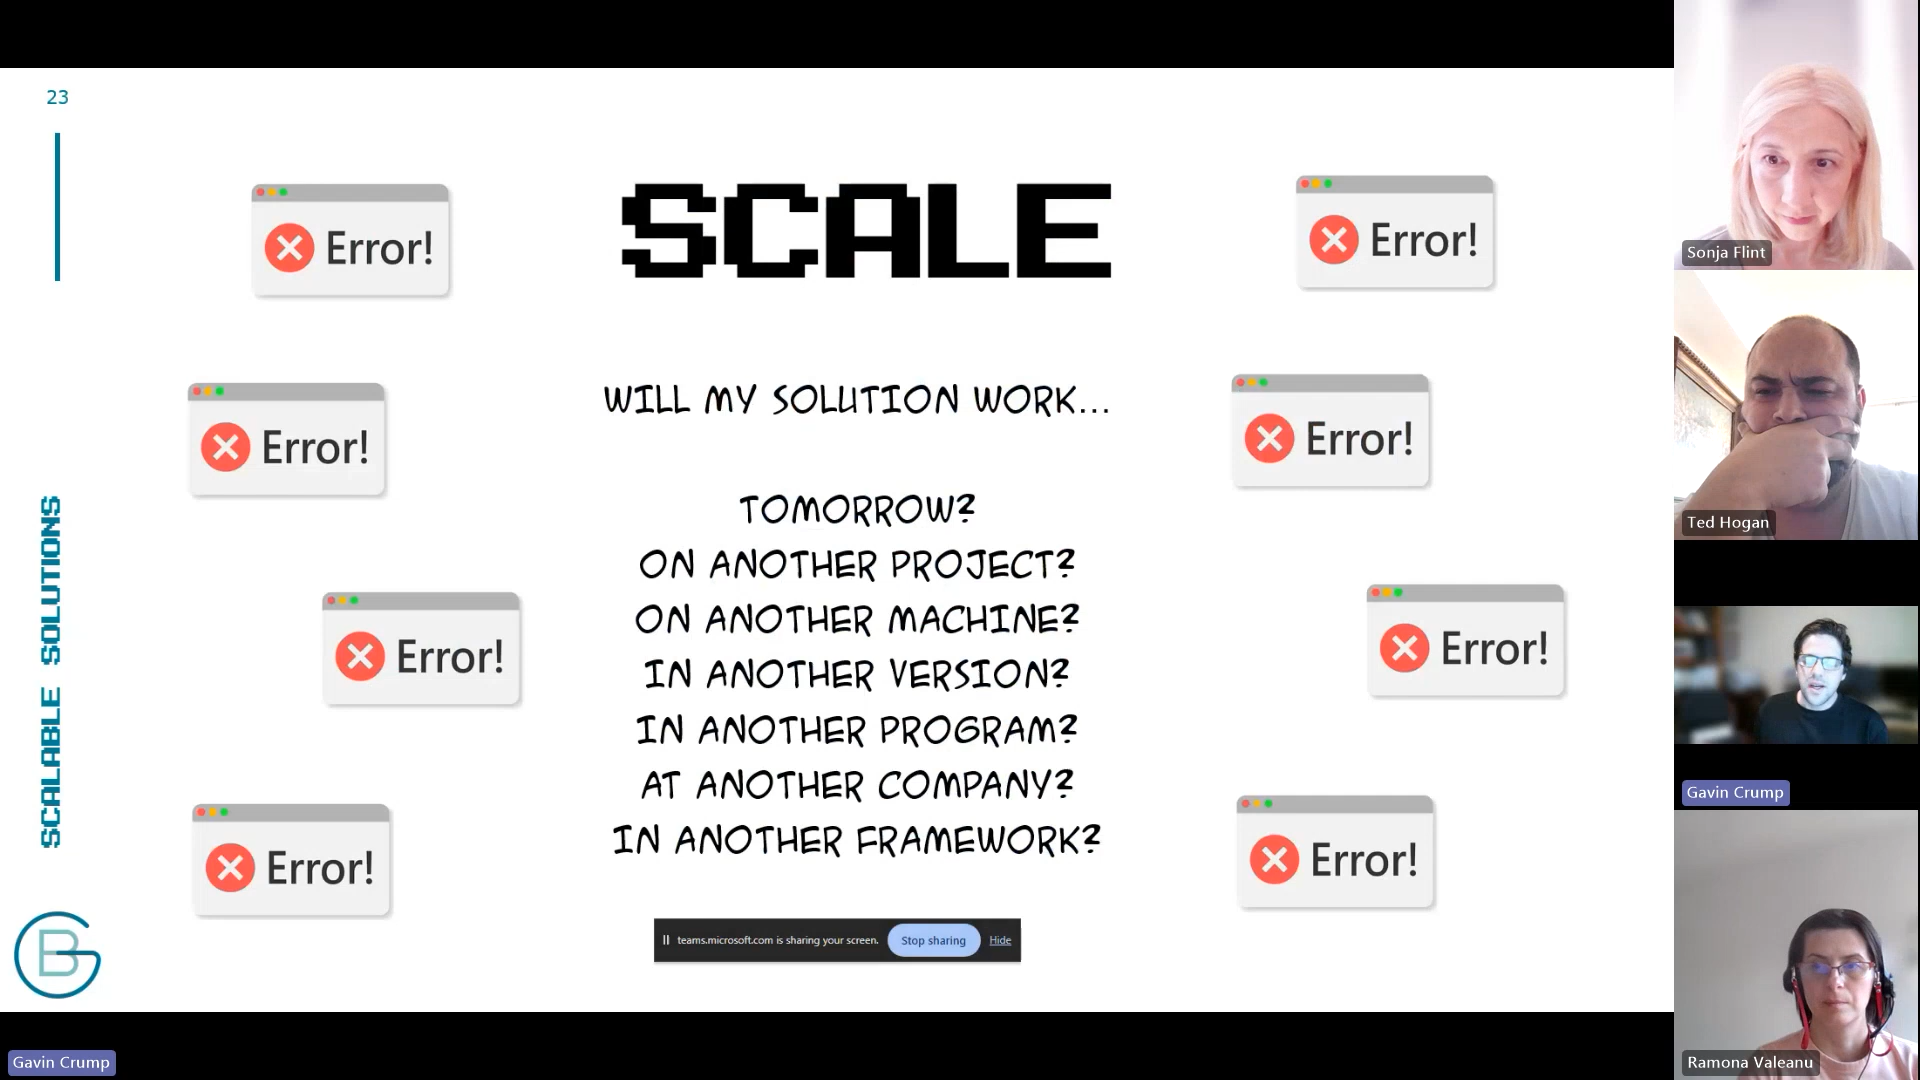 23
SCALE
Error!
Error!
WILL MY SOLUTION WORK...
Error!
Error!
TOMORROW?
ON ANOTHER PROJECT?
ON ANOTHER MACHINE?
IN ANOTHER VERSION?
IN ANOTHER PROGRAM?
AT ANOTHER COMPANY?
IN ANOTHER FRAMEWORK?
Error!
Error!
Error!
Error!
SCALABLE SOLUTIONS
BG
teams.microsoft.com is sharing your screen. Stop sharing Hide
Gavin Crump
Sonja Flint
Ted Hogan
Gavin Crump
Ramona Valeanu